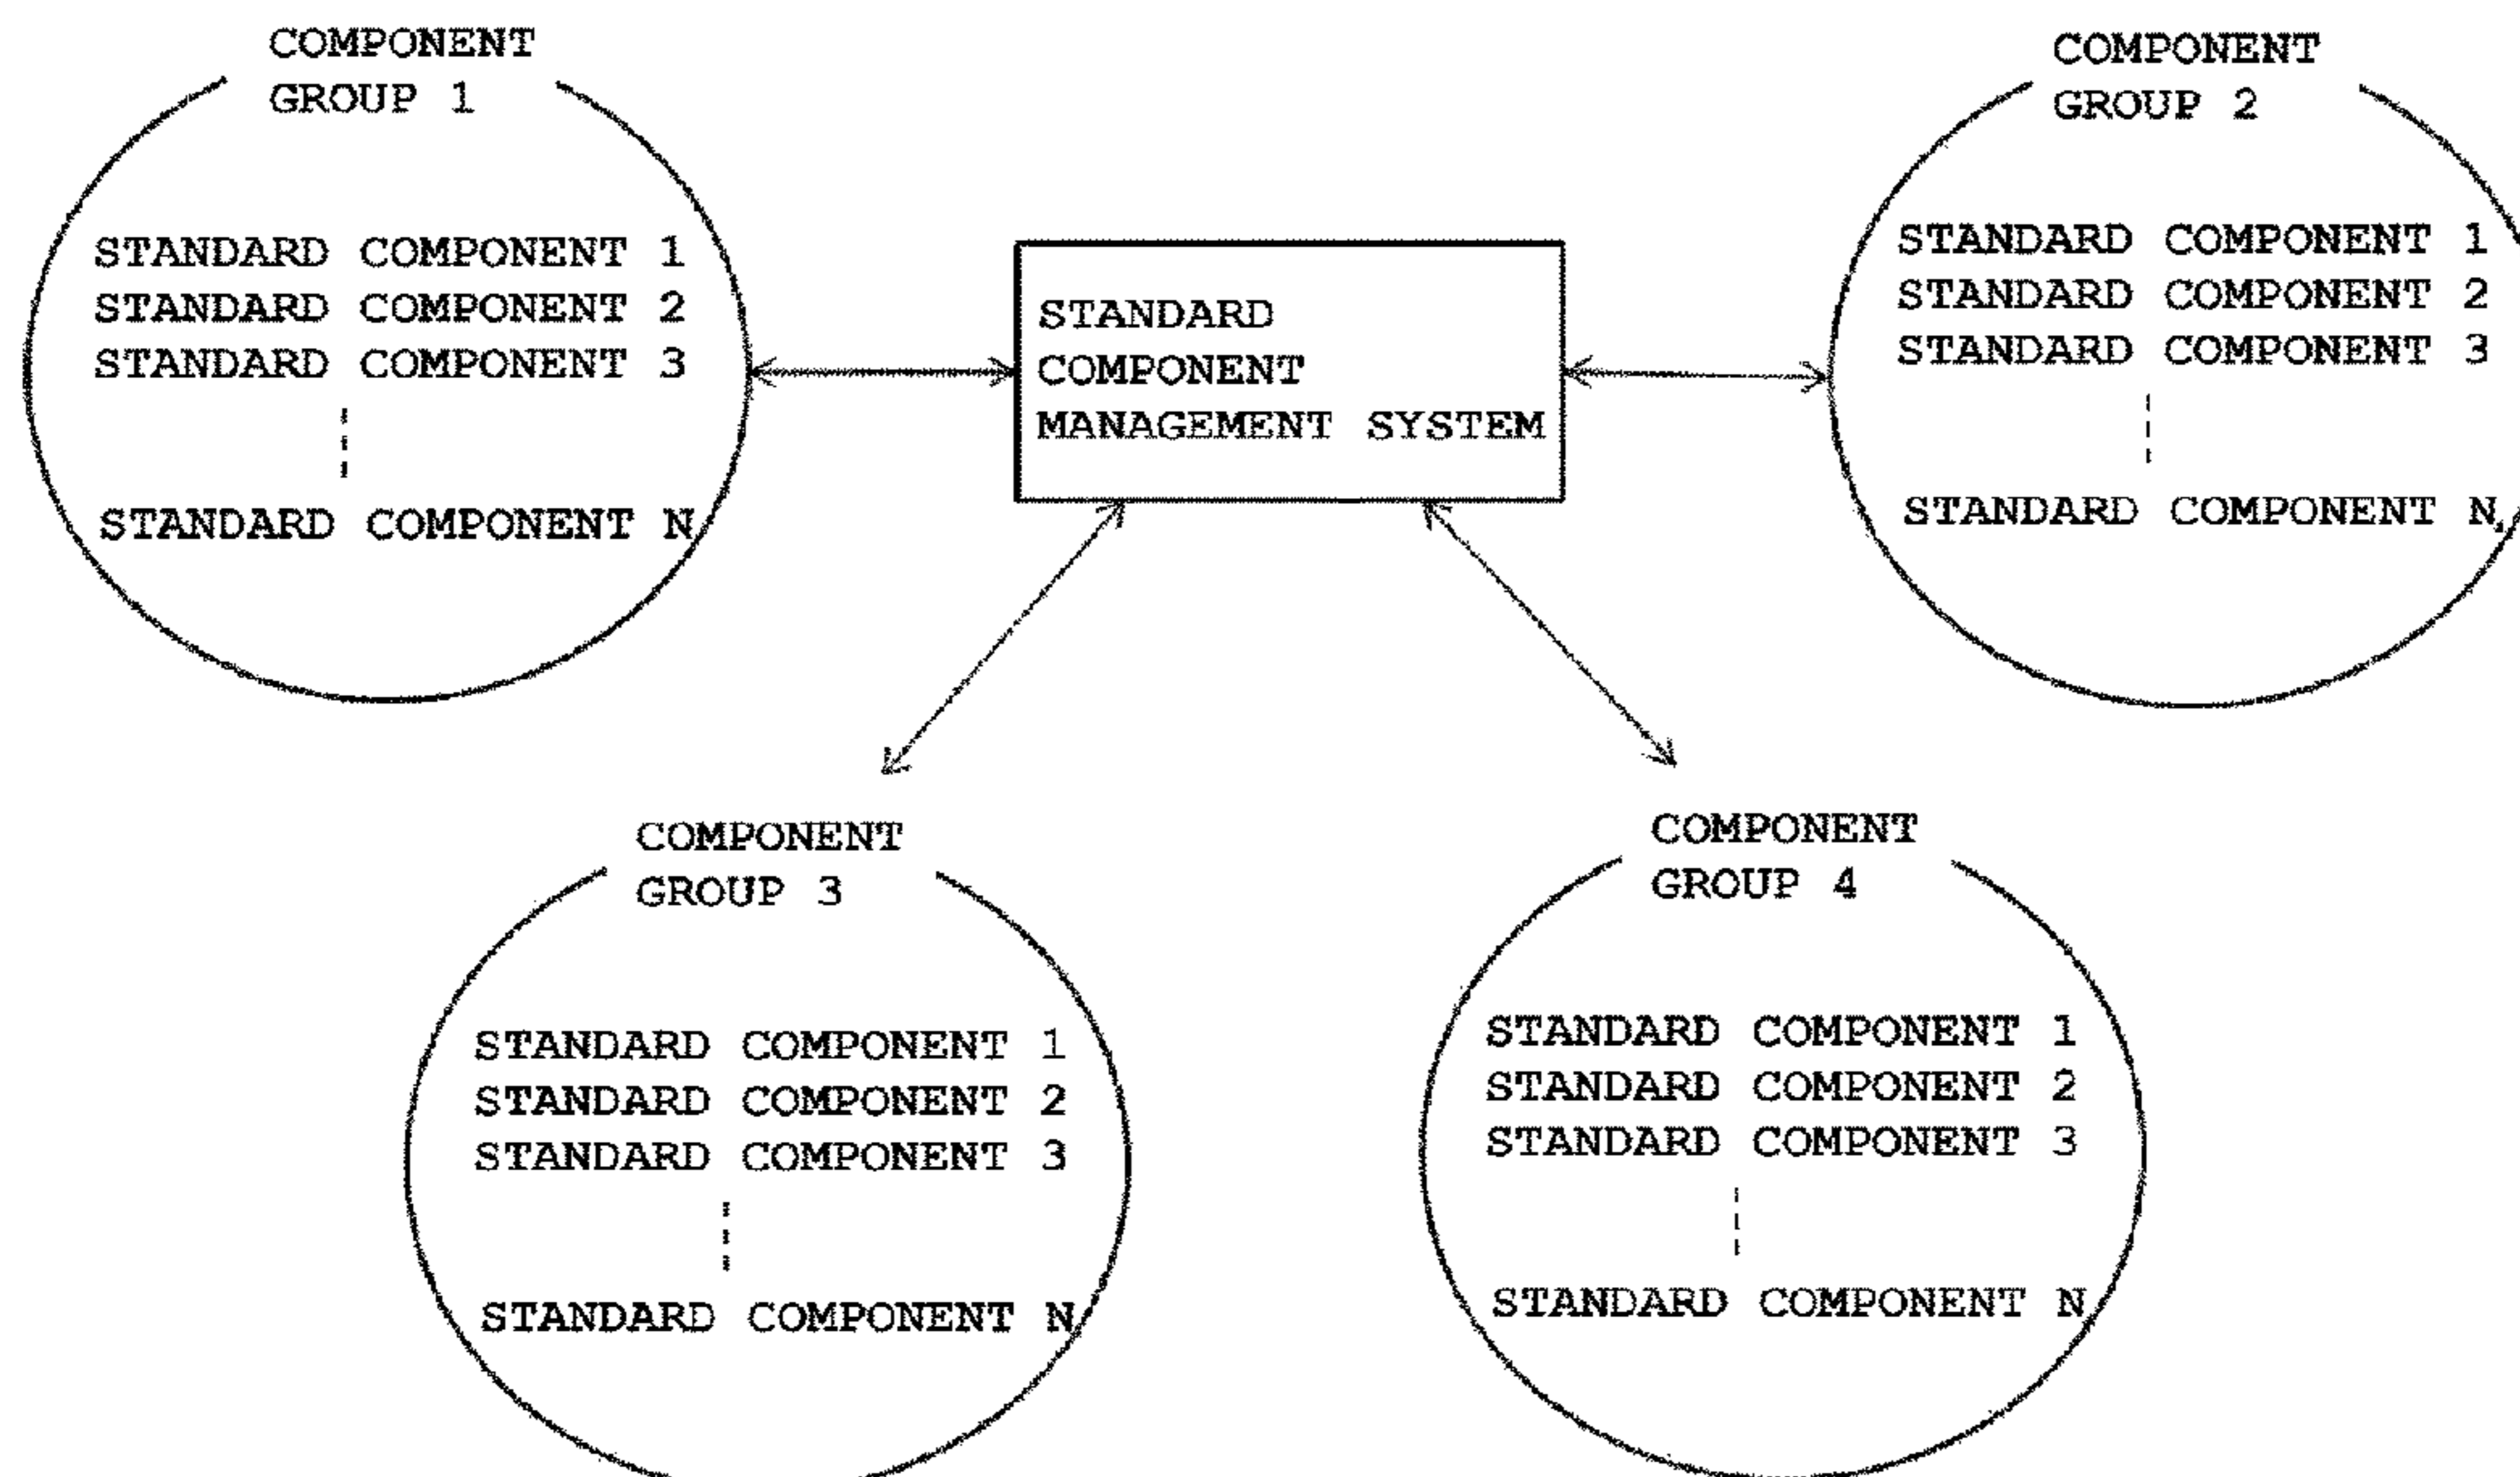 COMPONENT
GROUP 1
STANDARD COMPONENT 1
STANDARD COMPONENT 2
STANDARD COMPONENT 3
STANDARD COMPONENT N
STANDARD
COMPONENT
MANAGEMENT SYSTEM
COMPONENT
GROUP 2
STANDARD COMPONENT 1
STANDARD COMPONENT 2
STANDARD COMPONENT 3
STANDARD COMPONENT N
COMPONENT
GROUP 3
STANDARD COMPONENT 1
STANDARD COMPONENT 2
STANDARD COMPONENT 3
STANDARD COMPONENT N
COMPONENT
GROUP 4
STANDARD COMPONENT 1
STANDARD COMPONENT 2
STANDARD COMPONENT 3
STANDARD COMPONENT N